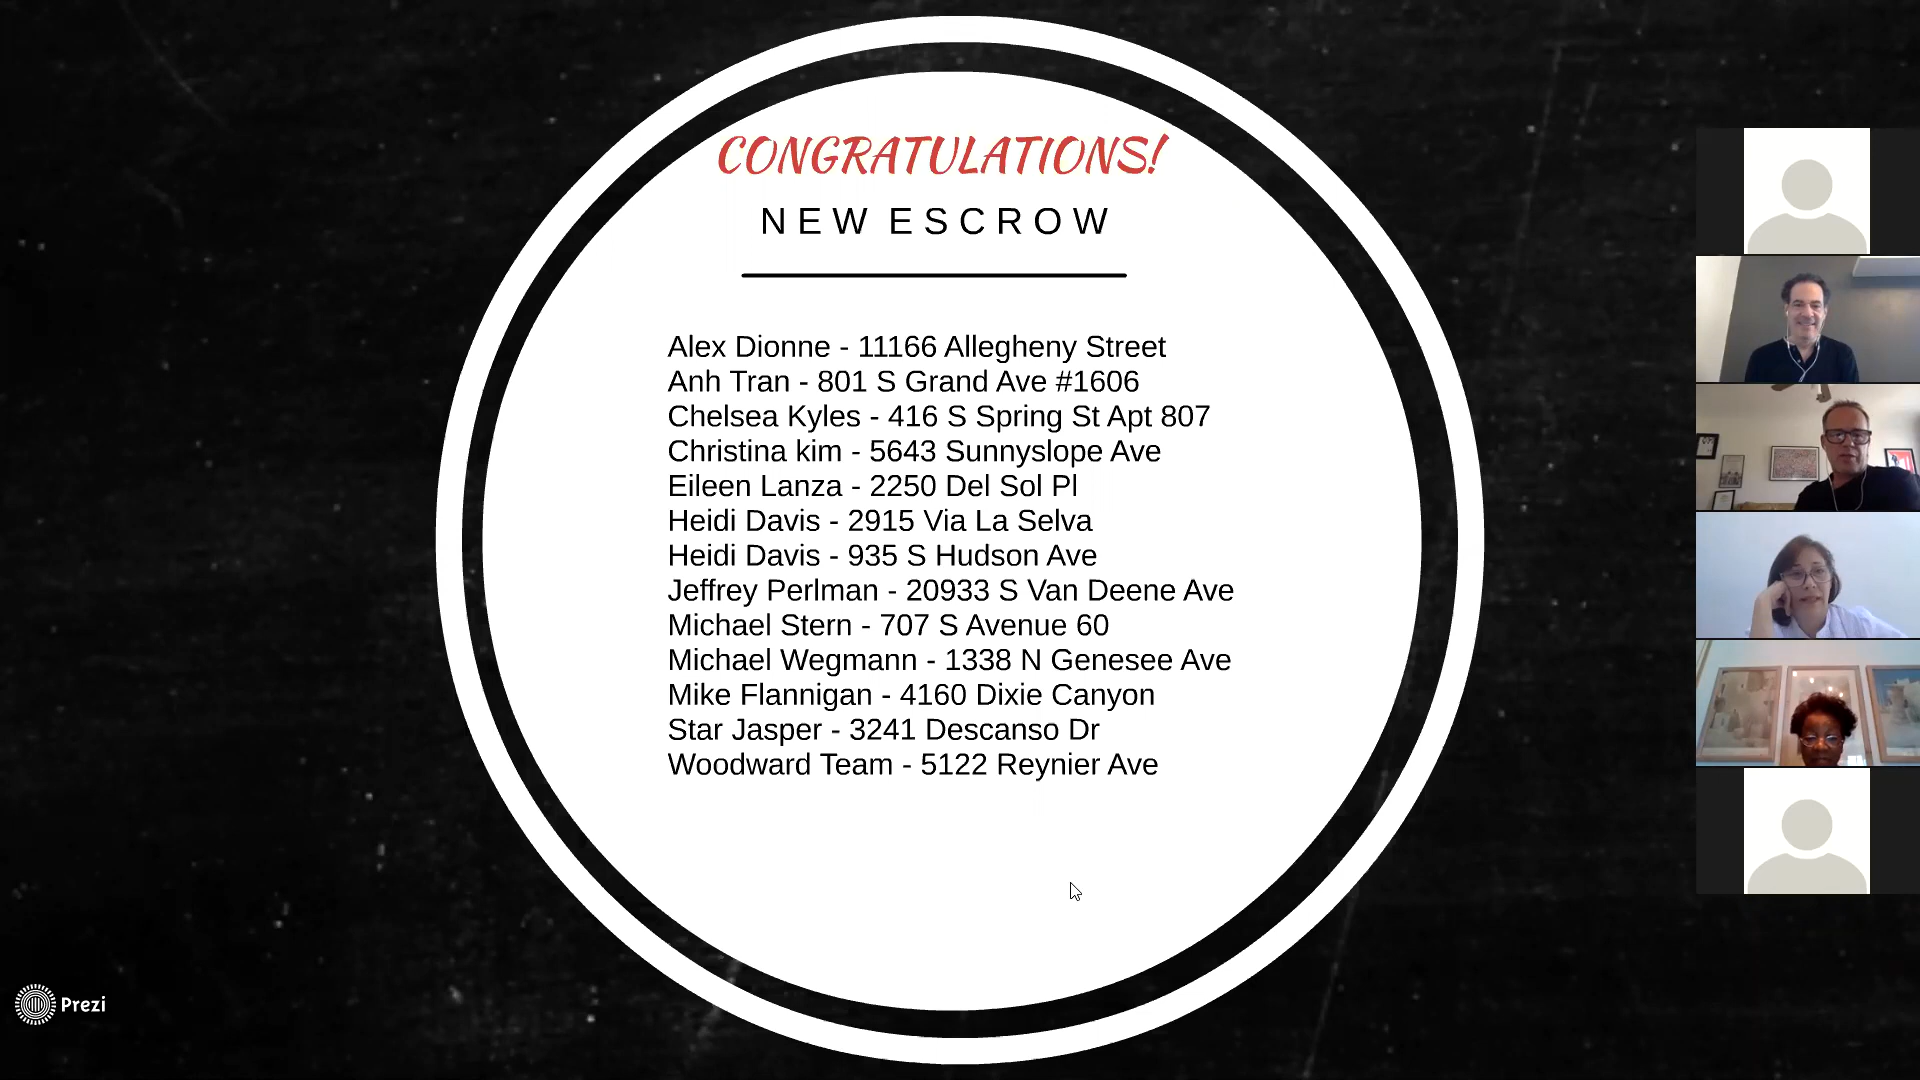 CONGRATULATIONS!
NEW ESCROW
Alex Dionne - 11166 Allegheny Street
Anh Tran - 801 S Grand Ave #1606
Chelsea Kyles - 416 S Spring St Apt 807
Christina kim - 5643 Sunnyslope Ave
Eileen Lanza - 2250 Del Sol Pl
Heidi Davis - 2915 Via La Selva
Heidi Davis - 935 S Hudson Ave
Jeffrey Perlman - 20933 S Van Deene Ave
Michael Stern - 707 S Avenue 60
Michael Wegmann - 1338 N Genesee Ave
Mike Flannigan - 4160 Dixie Canyon
Star Jasper - 3241 Descanso Dr
Woodward Team - 5122 Reynier Ave
Prezi